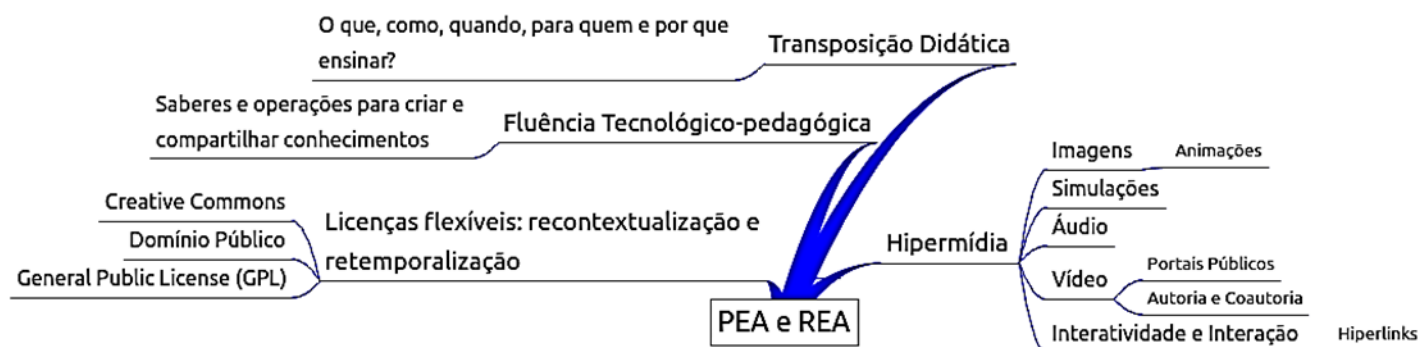 O que, como, quando, para quem e por que
ensinar?
Transposição Didática
Saberes e operações para criar e
compartilhar conhecimentos
Fluência Tecnológico-pedagógica
Creative Commons
Domínio Público
General Public License (GPL)
Licenças flexíveis: recontextualização e
retemporalização
PEA e REA
Hipermídia
Imagens
Animações
Simulações
Áudio
Vídeo
Portais Públicos
Autoria e Coautoria
Interatividade e Interação
Hiperlinks